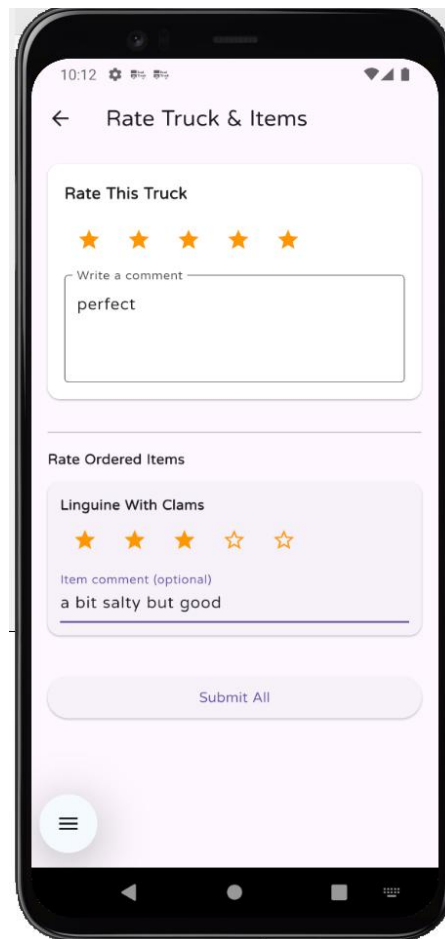 10:12
Rate Truck & Items
Rate This Truck
Write a comment
perfect
Rate Ordered Items
Linguine With Clams
Item comment (optional)
a bit salty but good
Submit All